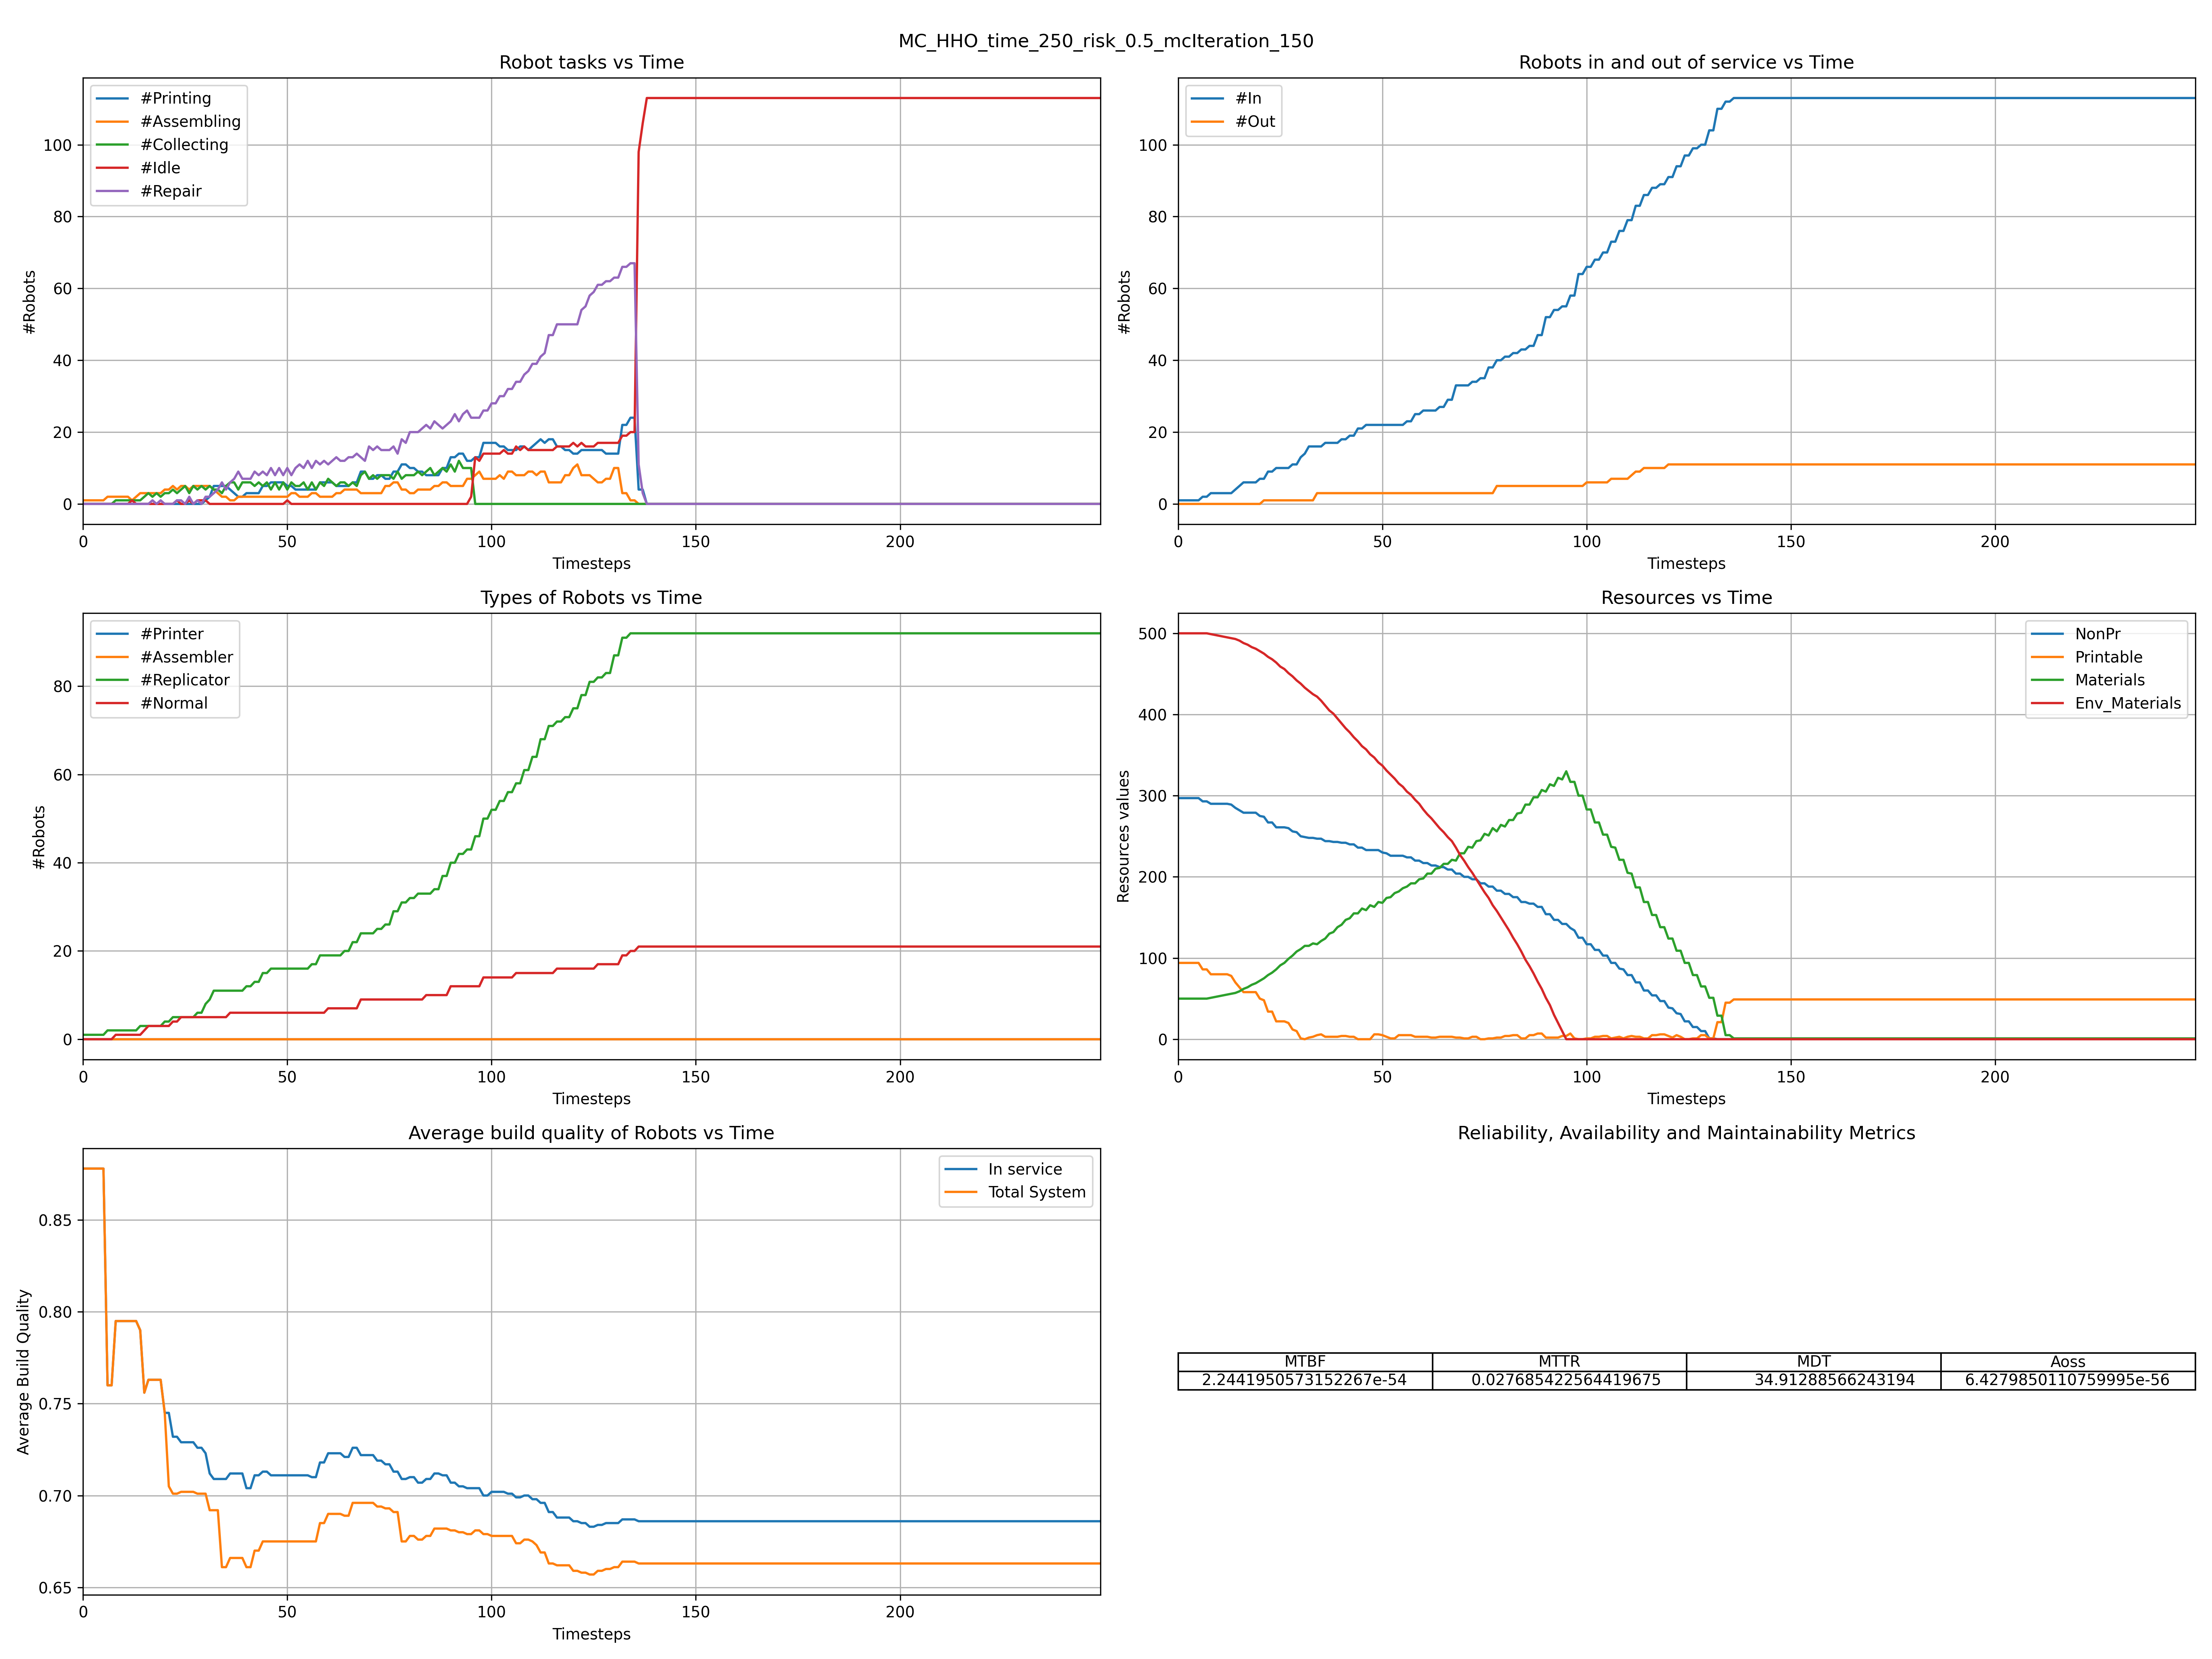 MC_HHO_time_250_risk_0.5_mcIteration_150
Robot tasks vs Time
#Printing
#Assembling
#Collecting
#Idle
#Repair
#Robots
100
80
60
40
20
0
0 50 100 150 200
Timesteps
Robots in and out of service vs Time
#In
#Out
#Robots
100
80
60
40
20
0
0 50 100 150 200
Timesteps
Types of Robots vs Time
#Printer
#Assembler
#Replicator
#Normal
#Robots
80
60
40
20
0
0 50 100 150 200
Timesteps
Resources vs Time
NonPr
Printable
Materials
Env_Materials
Resources values
500
400
300
200
100
0
0 50 100 150 200
Timesteps
Average build quality of Robots vs Time
In service
Total System
Average Build Quality
0.85
0.80
0.75
0.70
0.65
0 50 100 150 200
Timesteps
Reliability, Availability and Maintainability Metrics
MTBF MTTR MDT Aoss
2.2441950573152267e-54 0.027685422564419675 34.91288566243194 6.4279850110759995e-56